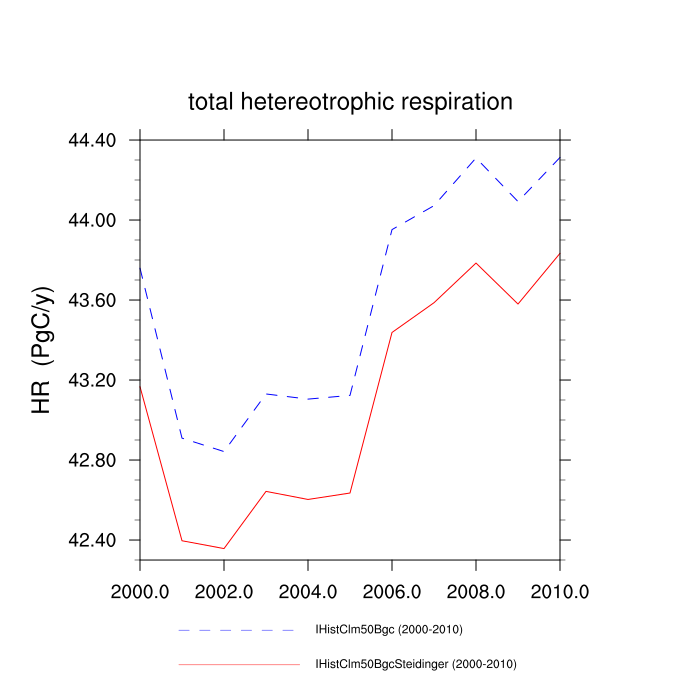 total hetereotrophic respiration
HR (PgC/y)
44.40
44.00
43.60
43.20
42.80
42.40
2000.0 2002.0 2004.0 2006.0 2008.0 2010.0
IHistClm50Bgc (2000-2010)
IHistClm50BgcSteidinger (2000-2010)